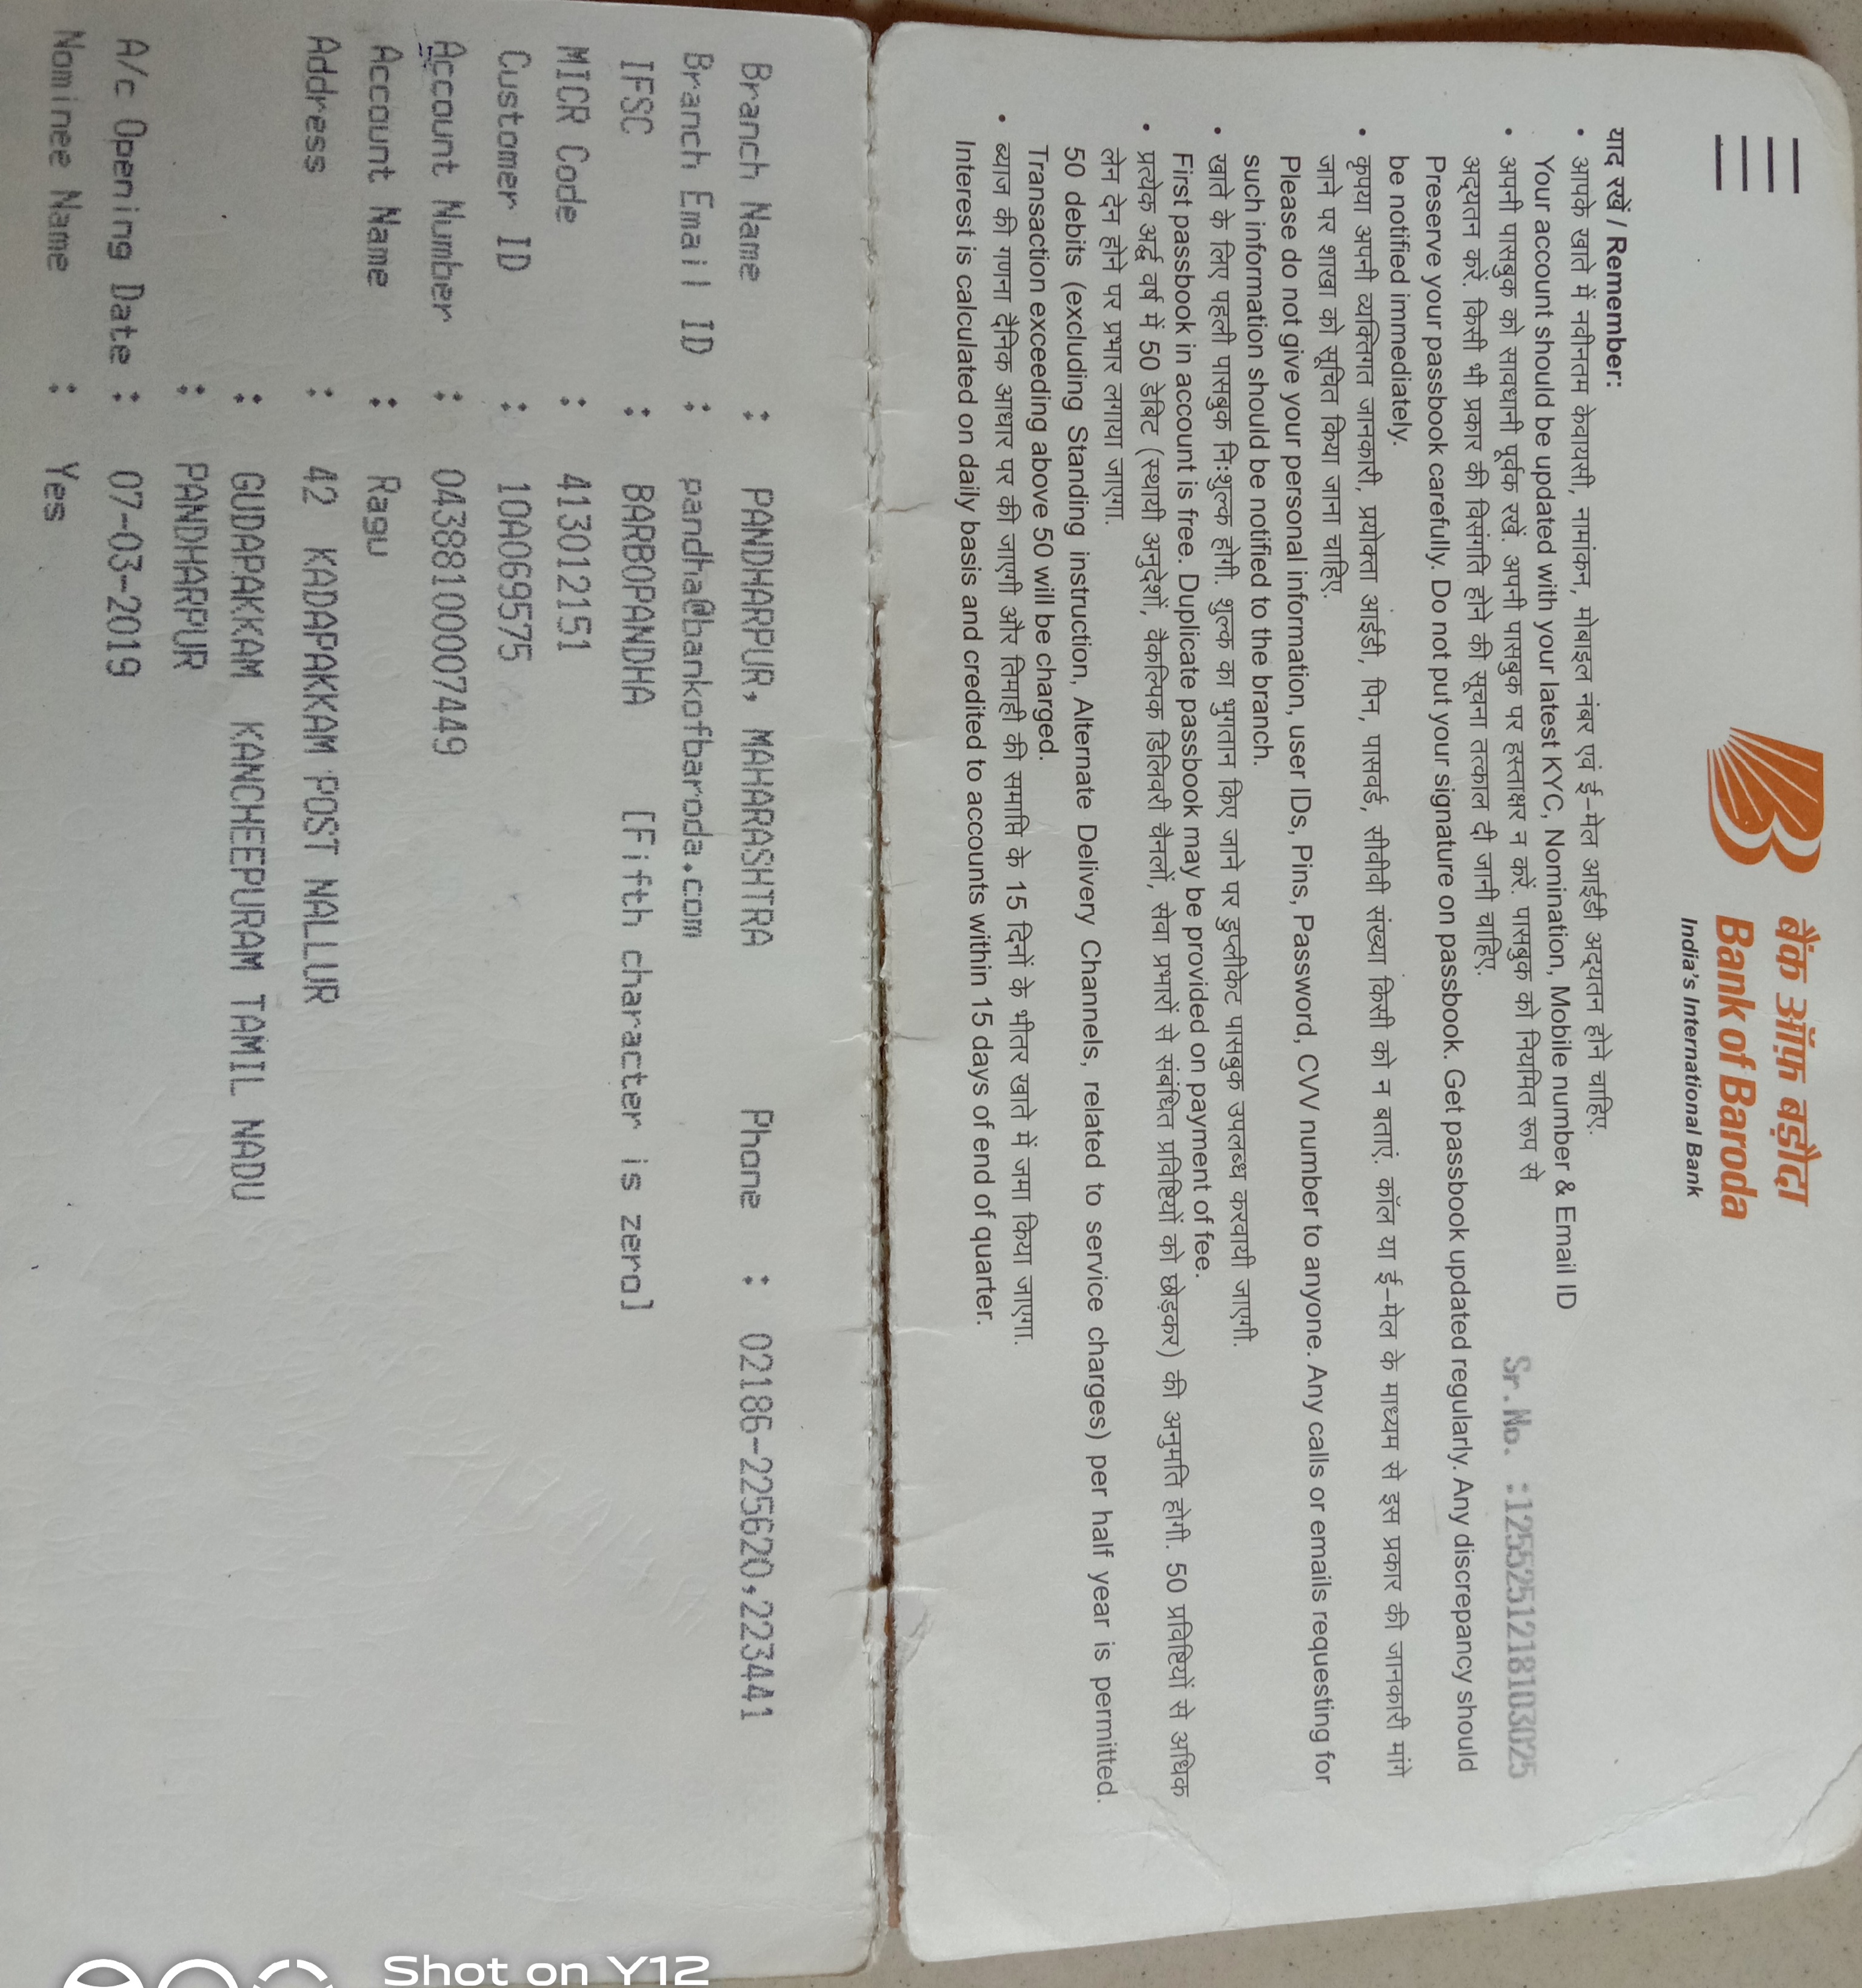 बैंक ऑफ़ बड़ौदा
Bank of Baroda
India's International Bank
Sr.No. :1255251218103025
याद रखें / Remember:
• आपके खाते में नवीनतम केवायसी, नामांकन, मोबाइल नंबर एवं ई-मेल आईडी अद्यतन होने चाहिए.
Your account should be updated with your latest KYC, Nomination, Mobile number & Email ID
• अपनी पासबुक को सावधानी पूर्वक रखें. अपनी पासबुक पर हस्ताक्षर न करें. पासबुक को नियमित रूप से
अद्यतन करें. किसी भी प्रकार की विसंगति होने की सूचना तत्काल दी जानी चाहिए.
Preserve your passbook carefully. Do not put your signature on passbook. Get passbook updated regularly. Any discrepancy should
be notified immediately.
• कृपया अपनी व्यक्तिगत जानकारी, प्रयोक्ता आईडी, पिन, पासवर्ड, सीवीवी संख्या किसी को न बताएं. कॉल या ई-मेल के माध्यम से इस प्रकार की जानकारी मांगे
जाने पर शाखा को सूचित किया जाना चाहिए.
Please do not give your personal information, user IDs, Pins, Password, CVV number to anyone. Any calls or emails requesting for
such information should be notified to the branch.
• खाते के लिए पहली पासबुक निःशुल्क होगी. शुल्क का भुगतान किए जाने पर डुप्लीकेट पासबुक उपलब्ध करवायी जाएगी.
First passbook in account is free. Duplicate passbook may be provided on payment of fee.
• प्रत्येक अर्द्ध वर्ष में 50 डेबिट (स्थायी अनुदेशों, वैकल्पिक डिलिवरी चैनलों, सेवा प्रभारों से संबंधित प्रविष्टियों को छोड़कर) की अनुमति होगी. 50 प्रविष्टियों से अधिक
लेन देन होने पर प्रभार लगाया जाएगा.
50 debits (excluding Standing instruction, Alternate Delivery Channels, related to service charges) per half year is permitted.
Transaction exceeding above 50 will be charged.
• ब्याज की गणना दैनिक आधार पर की जाएगी और तिमाही की समाप्ति के 15 दिनों के भीतर खाते में जमा किया जाएगा.
Interest is calculated on daily basis and credited to accounts within 15 days of end of quarter.
Branch Name : PANDHARPUR, MAHARASHTRA Phone : 02186-225620,223441
Branch Email ID : pandha@bankofbaroda.com
IFSC : BARB0PANDHA [Fifth character is zero]
MICR Code : 413012151
Customer ID : 10A069575
Account Number : 04388100007449
Account Name : Ragu
Address : 42 KADAPAKKAM POST NALLUR
: GUDAPAKKAM KANCHEEPURAM TAMIL NADU
: PANDHARPUR
A/c Opening Date : 07-03-2019
Nominee Name : Yes
Shot on Y12